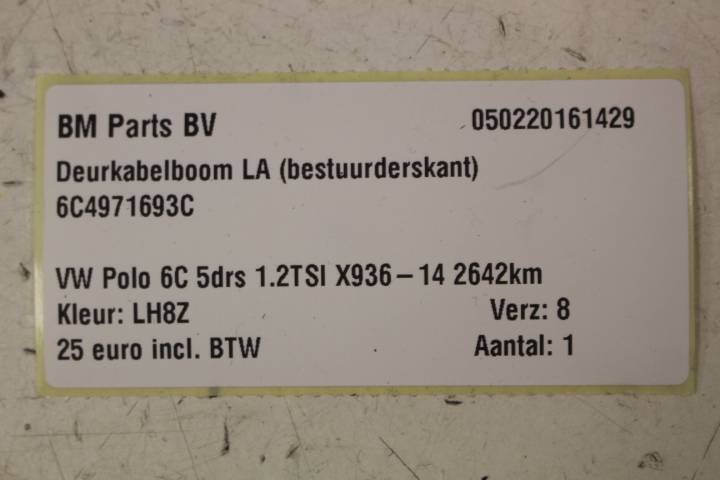 BM Parts BV 050220161429
Deurkabelboom LA (bestuurderskant)
6C4971693C
VW Polo 6C 5drs 1.2TSI X936-14 2642km
Kleur: LH8Z Verz: 8
25 euro incl. BTW Aantal: 1